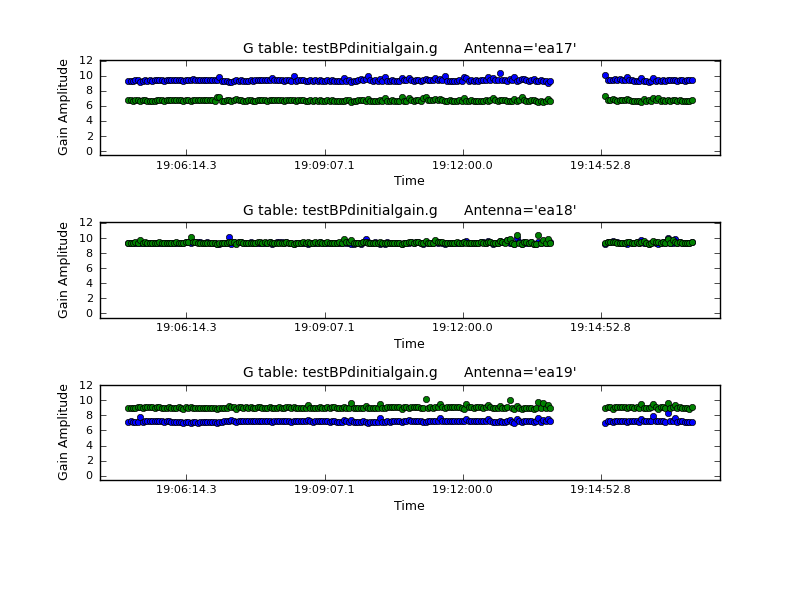 G table: testBPdinitialgain.g Antenna='ea17'
12
10
8
6
4
2
0
Gain Amplitude
19:06:14.3 19:09:07.1 19:12:00.0 19:14:52.8
Time
G table: testBPdinitialgain.g Antenna='ea18'
12
10
8
6
4
2
0
Gain Amplitude
19:06:14.3 19:09:07.1 19:12:00.0 19:14:52.8
Time
G table: testBPdinitialgain.g Antenna='ea19'
12
10
8
6
4
2
0
Gain Amplitude
19:06:14.3 19:09:07.1 19:12:00.0 19:14:52.8
Time